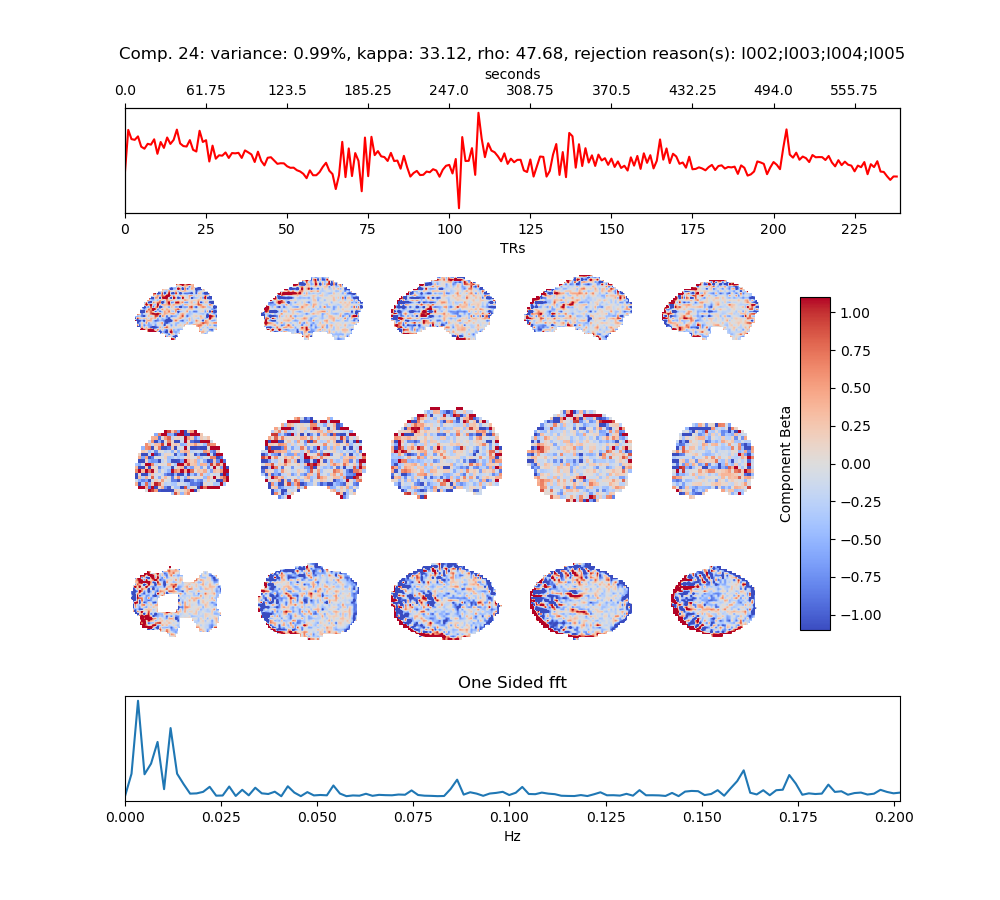 Comp. 24: variance: 0.99%, kappa: 33.12, rho: 47.68, rejection reason(s): I002;I003;I004;I005
seconds
0.0 61.75 123.5 185.25 247.0 308.75 370.5 432.25 494.0 555.75
0 25 50 75 100 125 150 175 200 225
TRs
1.00
0.75
0.50
0.25
0.00
−0.25
−0.50
−0.75
−1.00
Component Beta
One Sided fft
0.000 0.025 0.050 0.075 0.100 0.125 0.150 0.175 0.200
Hz